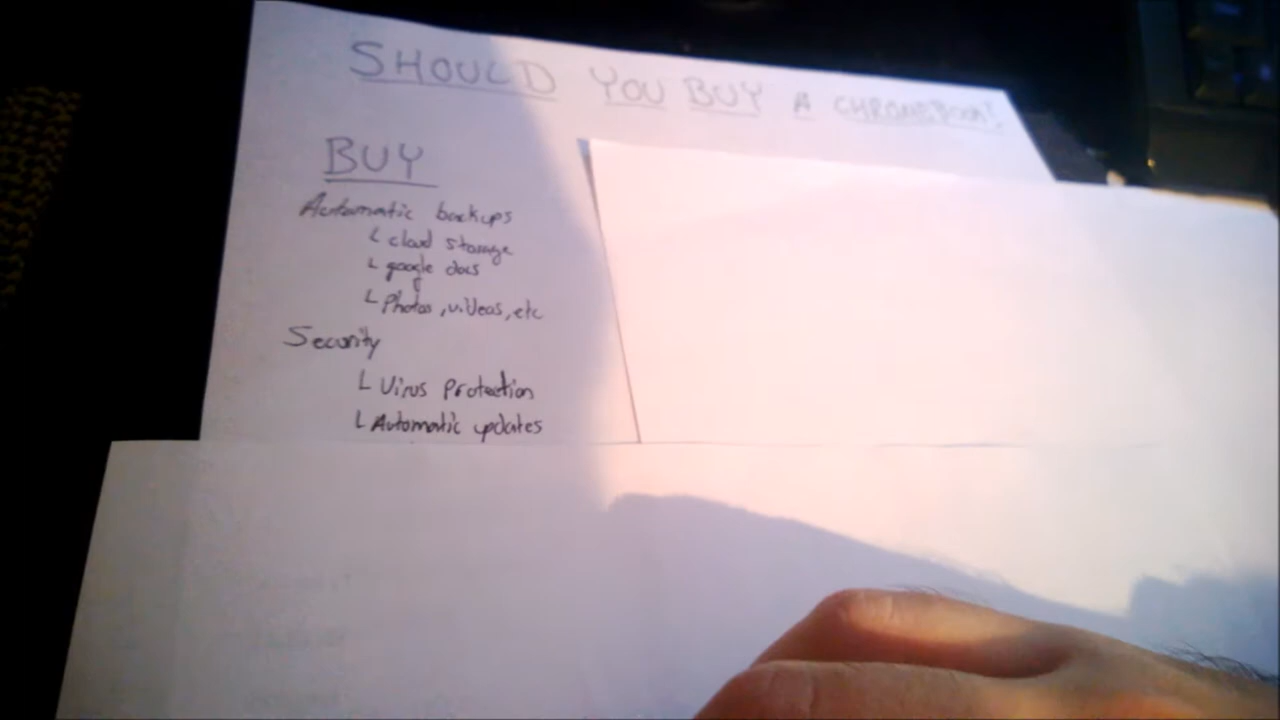 SHOULD YOU BUY A CHROMEBOOK!
BUY
Automatic backups
└ cloud storage
└ google docs
└ Photos, videos, etc
Security
└ Virus Protection
└ Automatic updates